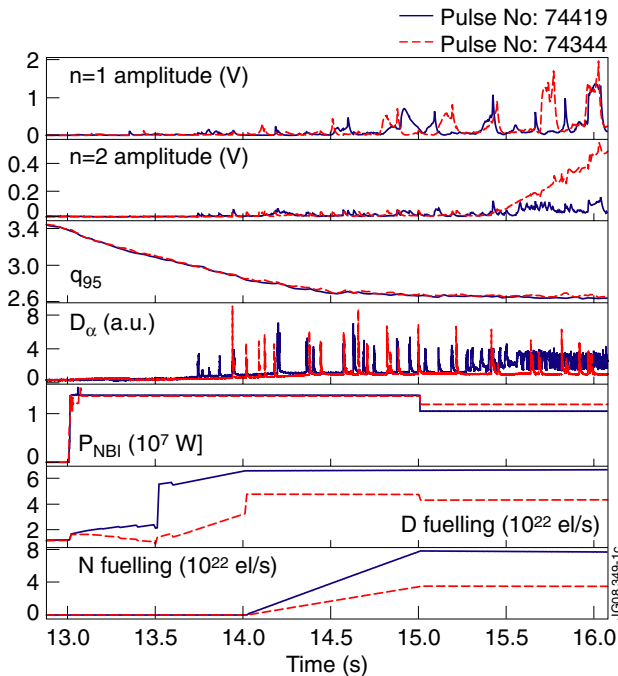 Pulse No: 74419
Pulse No: 74344
2
n=1 amplitude (V)
1
0
n=2 amplitude (V)
0.4
0.2
0
3.4
3.0
q95
2.6
Dα (a.u.)
8
4
0
1
PNBI (10⁷ W]
0
6
4
D fuelling (10²² el/s)
2
8
N fuelling (10²² el/s)
4
0
13.0 13.5 14.0 14.5 15.0 15.5 16.0
Time (s)